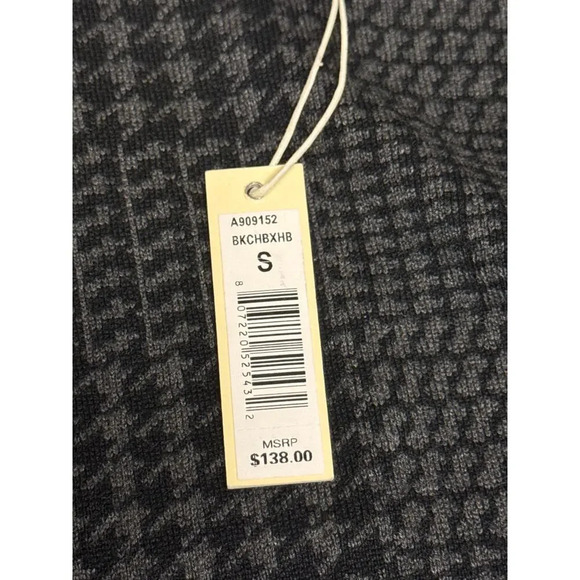 A909152
BKCHBXHB
S
8 07220 52543 2
MSRP
$138.00